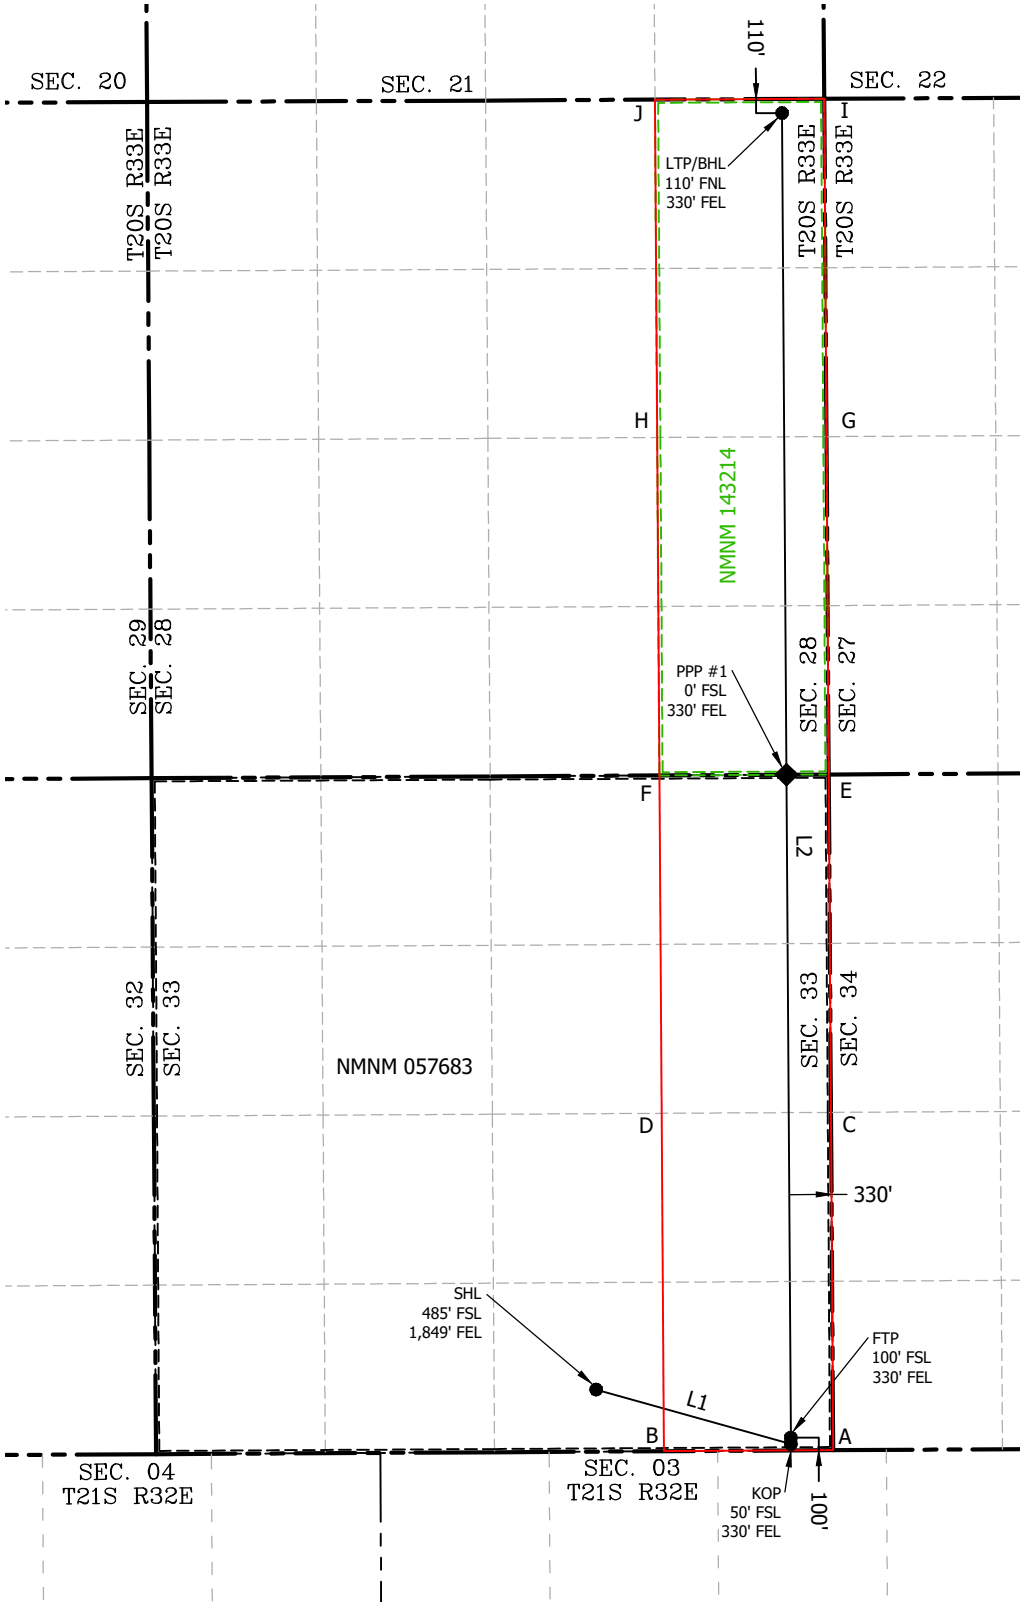 110'
SEC. 20
SEC. 21
SEC. 22
J
I
T20S R33E
T20S R33E
T20S R33E
T20S R33E
LTP/BHL
110' FNL
330' FEL
H
G
NMNM 143214
SEC. 29
SEC. 28
SEC. 28
SEC. 27
PPP #1
0' FSL
330' FEL
F
E
L2
SEC. 32
SEC. 33
SEC. 33
SEC. 34
NMNM 057683
D
C
330'
SHL
485' FSL
1,849' FEL
FTP
100' FSL
330' FEL
L1
B
A
SEC. 04
T21S R32E
SEC. 03
T21S R32E
KOP
50' FSL
330' FEL
100'